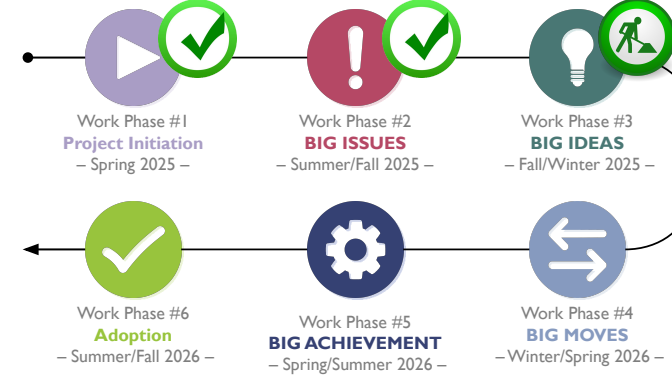 Work Phase #1
Project Initiation
– Spring 2025 –
Work Phase #2
BIG ISSUES
– Summer/Fall 2025 –
Work Phase #3
BIG IDEAS
– Fall/Winter 2025 –
Work Phase #4
BIG MOVES
– Winter/Spring 2026 –
Work Phase #5
BIG ACHIEVEMENT
– Spring/Summer 2026 –
Work Phase #6
Adoption
– Summer/Fall 2026 –